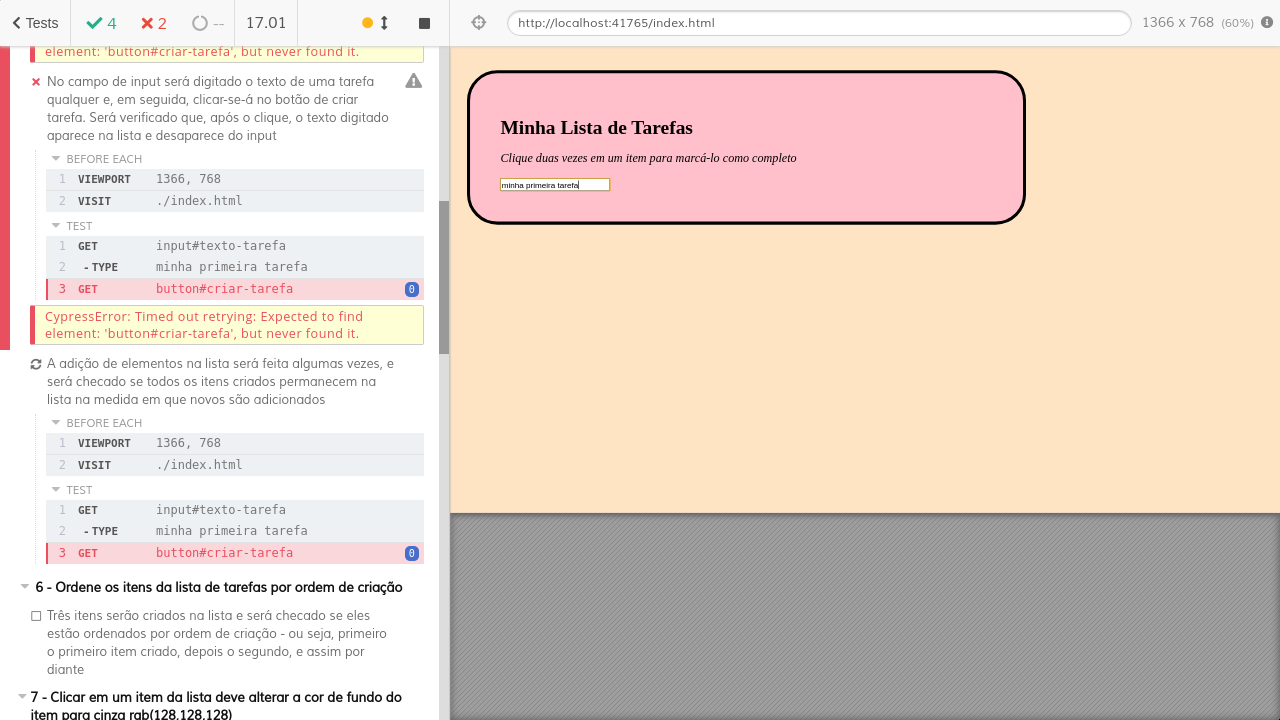 Tests 4 2 -- 17.01
element: 'button#criar-tarefa', but never found it.
No campo de input será digitado o texto de uma tarefa
qualquer e, em seguida, clicar-se-á no botão de criar
tarefa. Será verificado que, após o clique, o texto digitado
aparece na lista e desaparece do input
BEFORE EACH
1 VIEWPORT 1366, 768
2 VISIT ./index.html
TEST
1 GET input#texto-tarefa
2 -TYPE minha primeira tarefa
3 GET button#criar-tarefa 0
CypressError: Timed out retrying: Expected to find
element: 'button#criar-tarefa', but never found it.
A adição de elementos na lista será feita algumas vezes, e
será checado se todos os itens criados permanecem na
lista na medida em que novos são adicionados
BEFORE EACH
1 VIEWPORT 1366, 768
2 VISIT ./index.html
TEST
1 GET input#texto-tarefa
2 -TYPE minha primeira tarefa
3 GET button#criar-tarefa 0
6 - Ordene os itens da lista de tarefas por ordem de criação
Três itens serão criados na lista e será checado se eles
estão ordenados por ordem de criação - ou seja, primeiro
o primeiro item criado, depois o segundo, e assim por
diante
7 - Clicar em um item da lista deve alterar a cor de fundo do
item para cinza rgb(128,128,128)
http://localhost:41765/index.html 1366 x 768 (60%)
Minha Lista de Tarefas
Clique duas vezes em um item para marcá-lo como completo
minha primeira tarefa